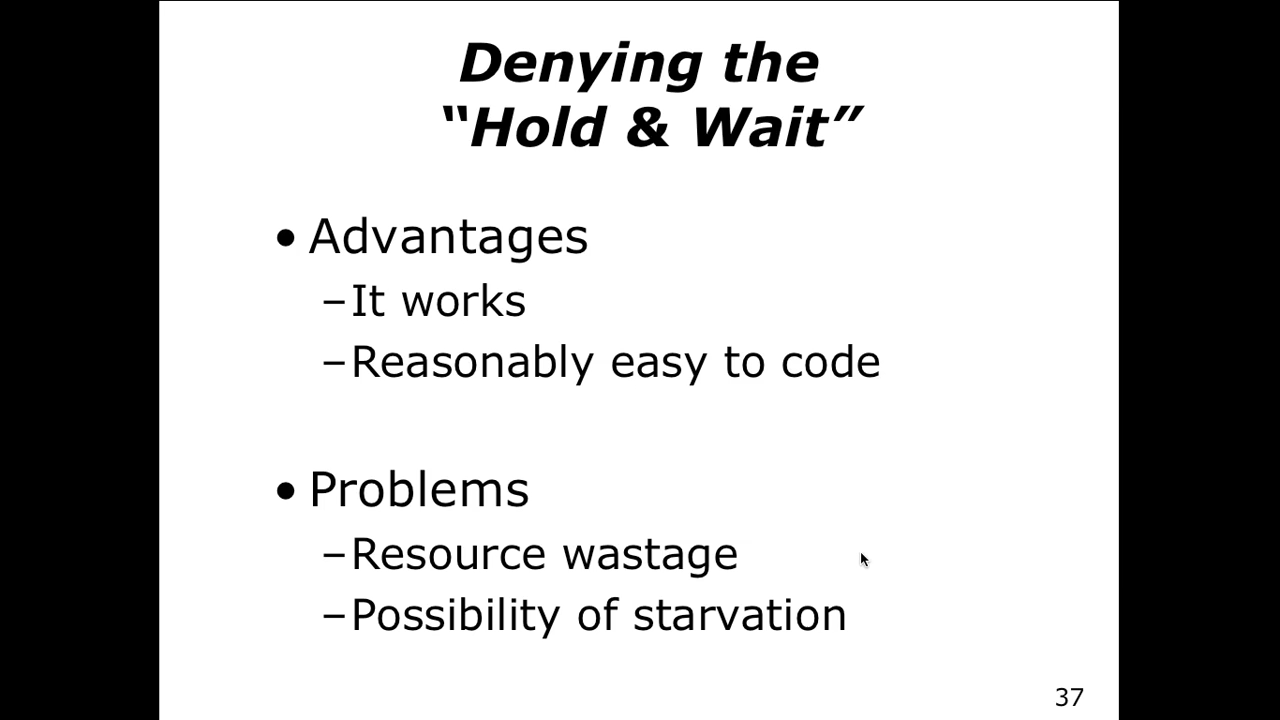 Denying the
“Hold & Wait”
• Advantages
–It works
–Reasonably easy to code
• Problems
–Resource wastage
–Possibility of starvation
37